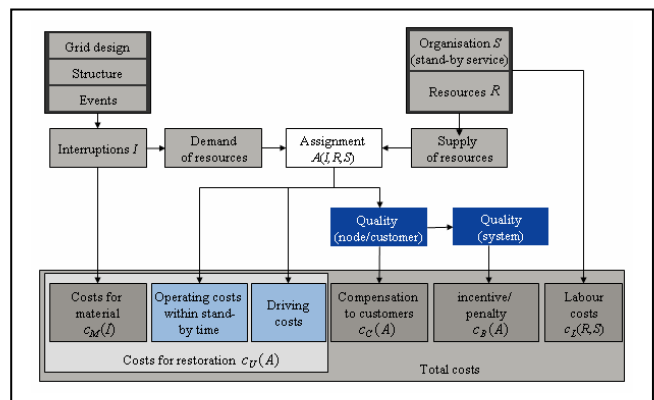 Grid design
Structure
Events
Organisation S
(stand-by service)
Resources R
Interruptions I
Demand
of resources
Assignment
A(I,R,S)
Supply
of resources
Quality
(node/customer)
Quality
(system)
Costs for
material
c_M(I)
Operating costs
within stand-
by time
Driving
costs
Compensation
to customers
c_C(A)
incentive/
penalty
c_B(A)
Labour
costs
c_L(R,S)
Costs for restoration c_U(A)
Total costs